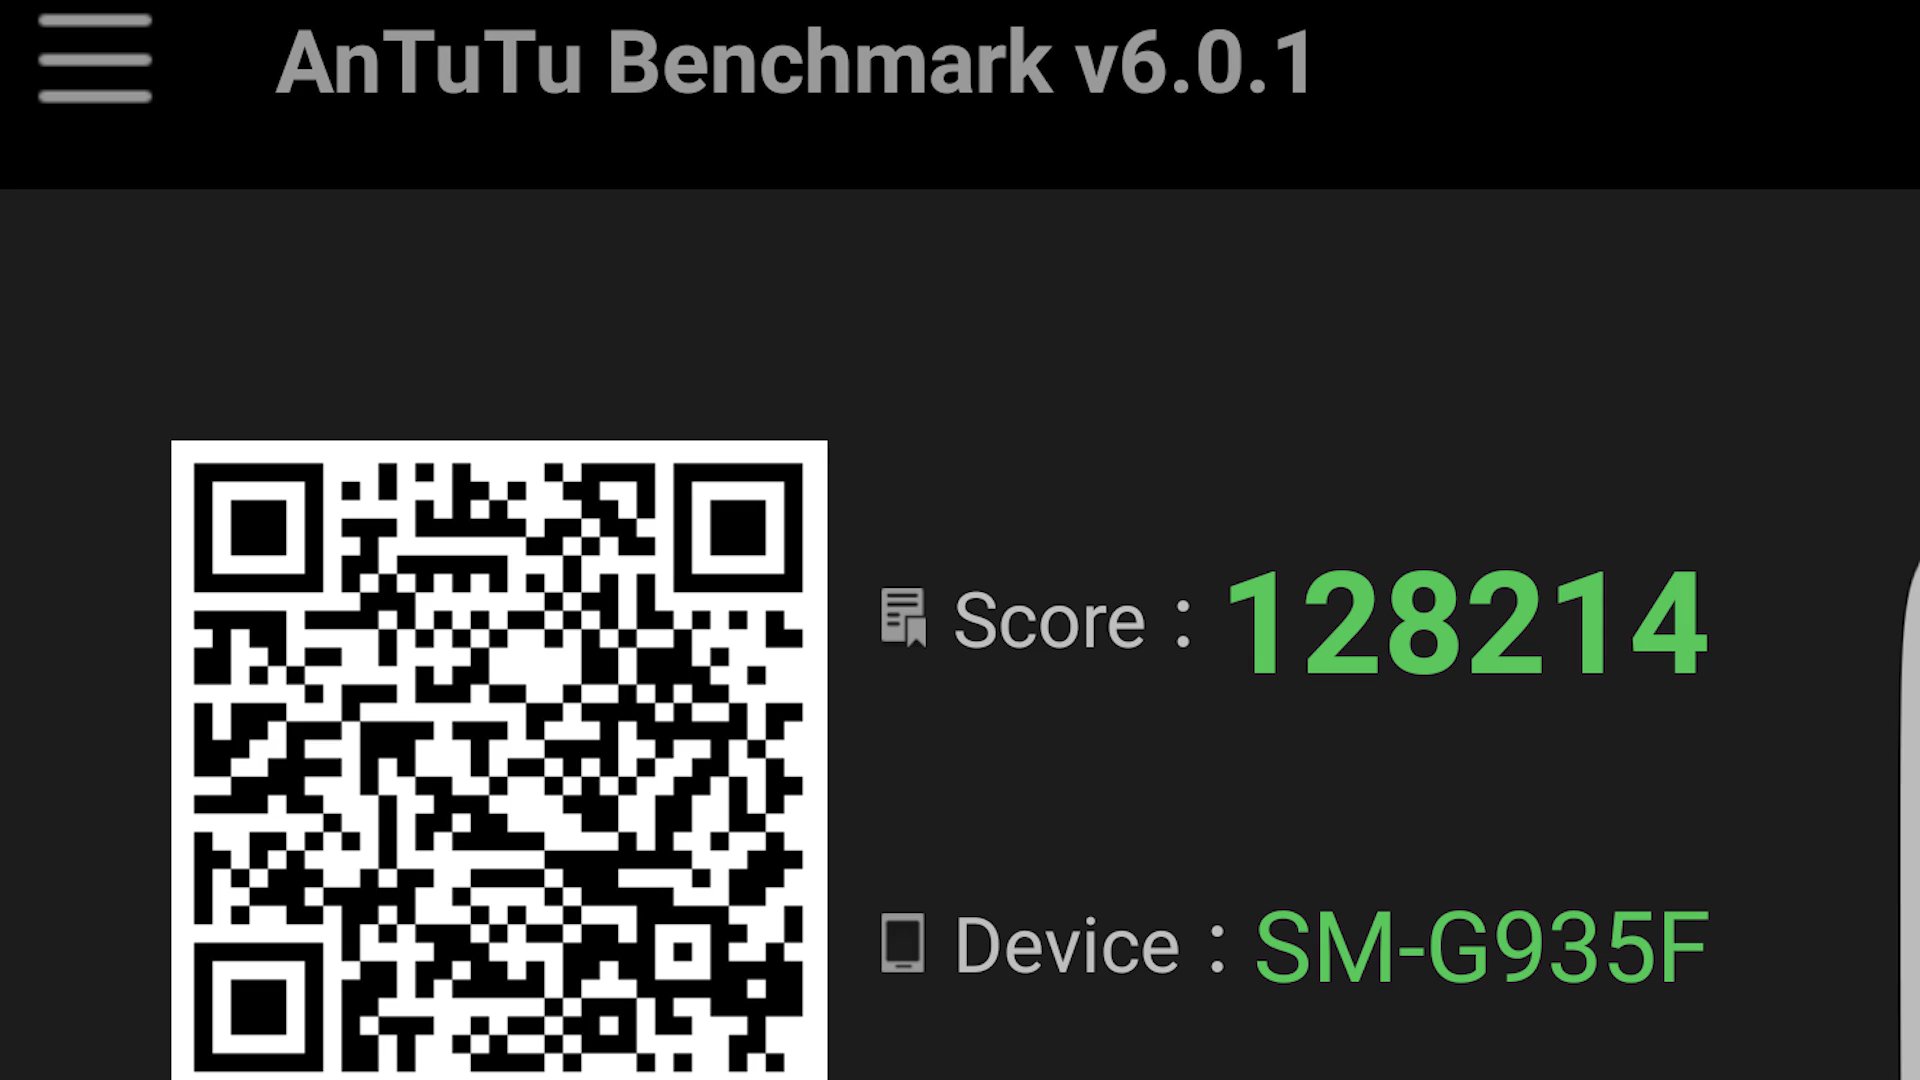 AnTuTu Benchmark v6.0.1
Score : 128214
Device : SM-G935F